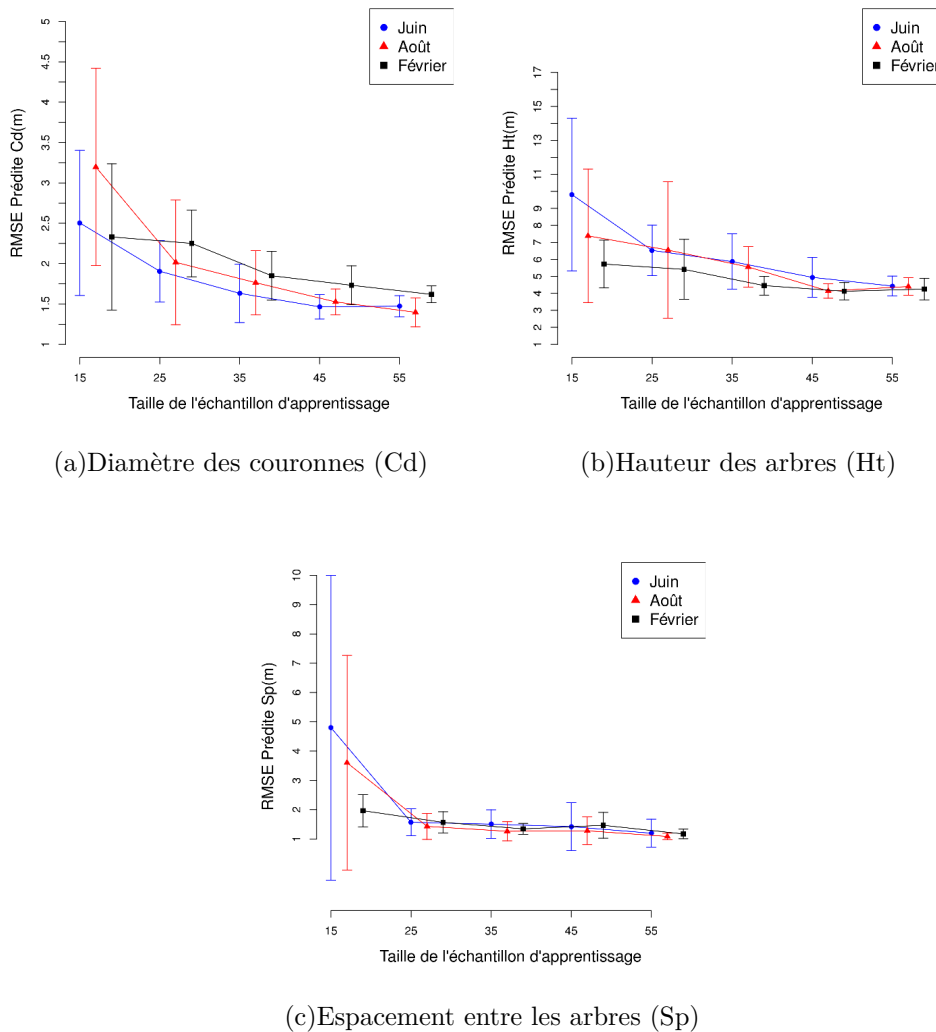 RMSE Prédite Cd(m)
5
4.5
4
3.5
3
2.5
2
1.5
1
Juin
Août
Février
15 25 35 45 55
Taille de l'échantillon d'apprentissage
(a)Diamètre des couronnes (Cd)
RMSE Prédite Ht(m)
17
15
13
11
9
8
7
6
5
4
3
2
1
Juin
Août
Février
15 25 35 45 55
Taille de l'échantillon d'apprentissage
(b)Hauteur des arbres (Ht)
RMSE Prédite Sp(m)
10
9
8
7
6
5
4
3
2
1
Juin
Août
Février
15 25 35 45 55
Taille de l'échantillon d'apprentissage
(c)Espacement entre les arbres (Sp)